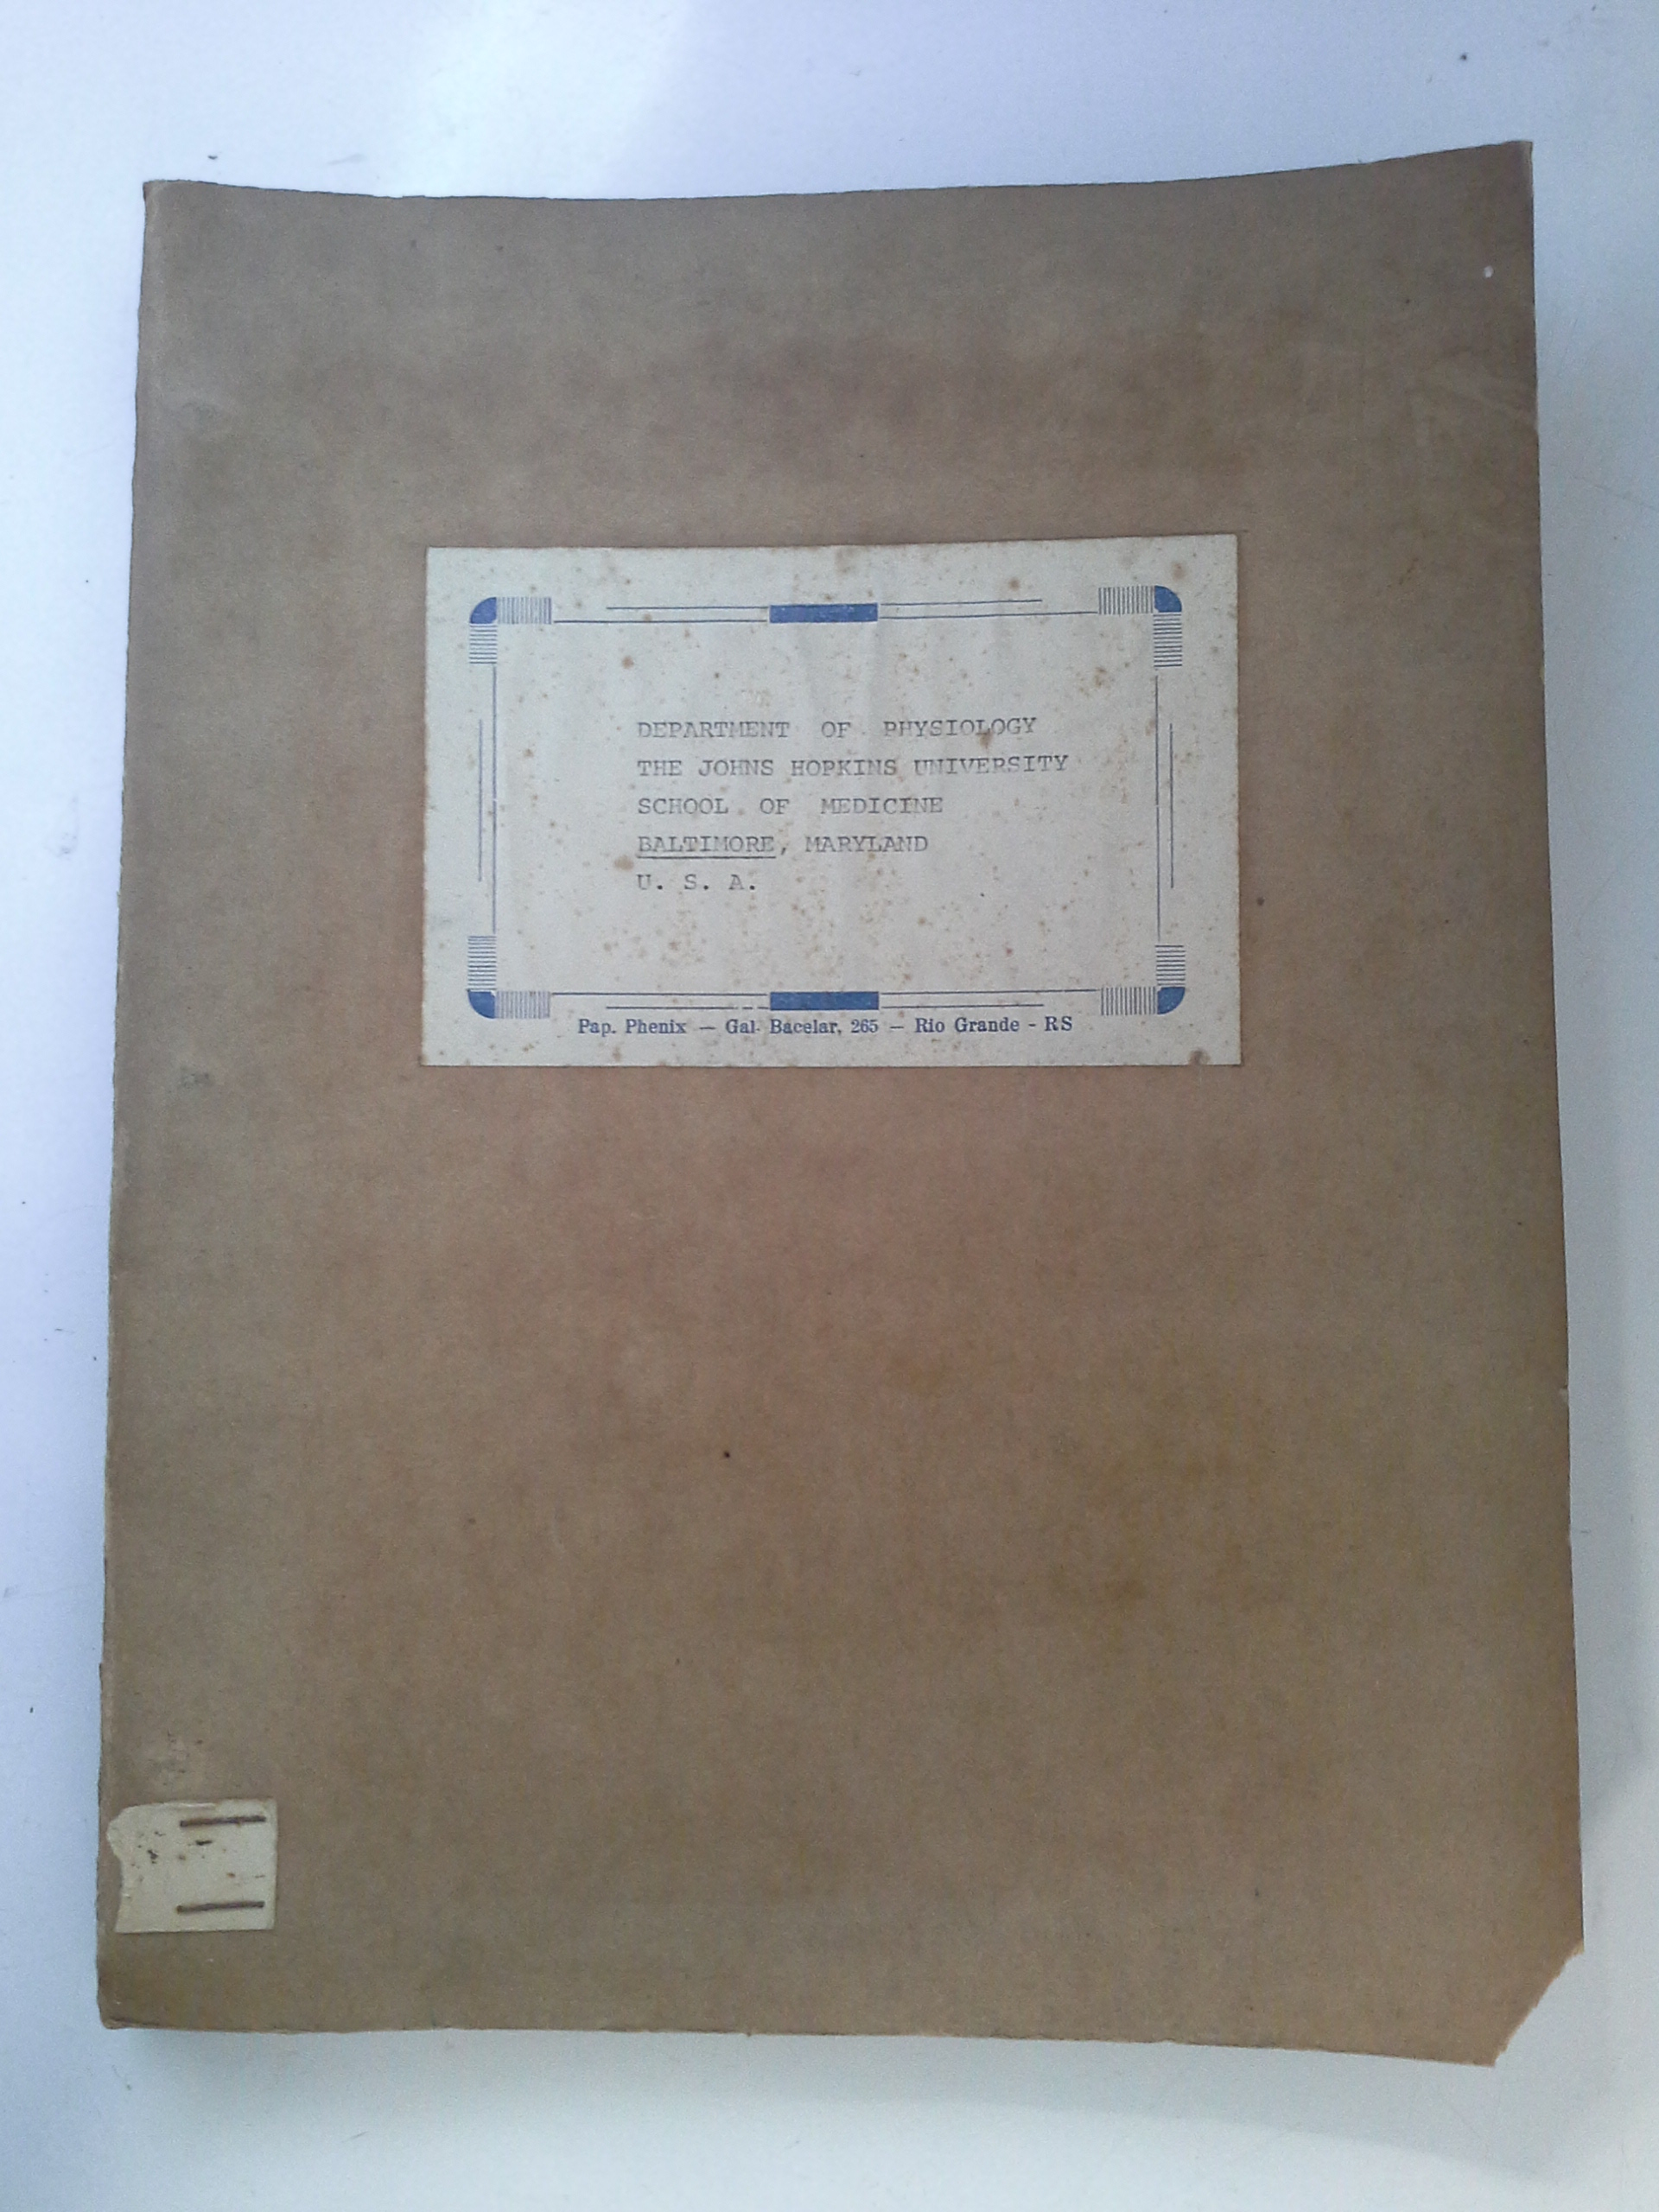 DEPARTMENT OF PHYSIOLOGY
THE JOHNS HOPKINS UNIVERSITY
SCHOOL OF MEDICINE
BALTIMORE, MARYLAND
U. S. A.
Pap. Phenix — Gal. Bacelar, 265 — Rio Grande - RS